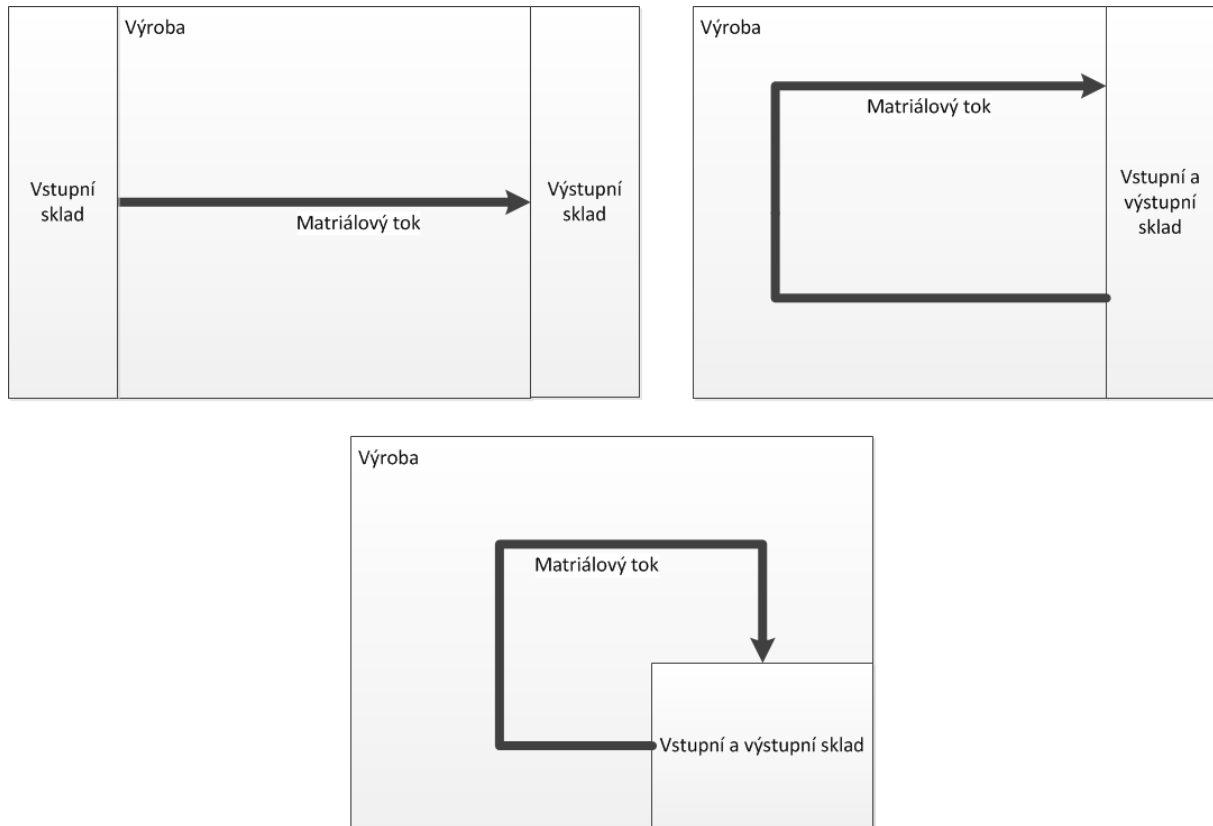 Výroba
Vstupní
sklad
Matriálový tok
Výstupní
sklad
Výroba
Matriálový tok
Vstupní a
výstupní
sklad
Výroba
Matriálový tok
Vstupní a výstupní sklad